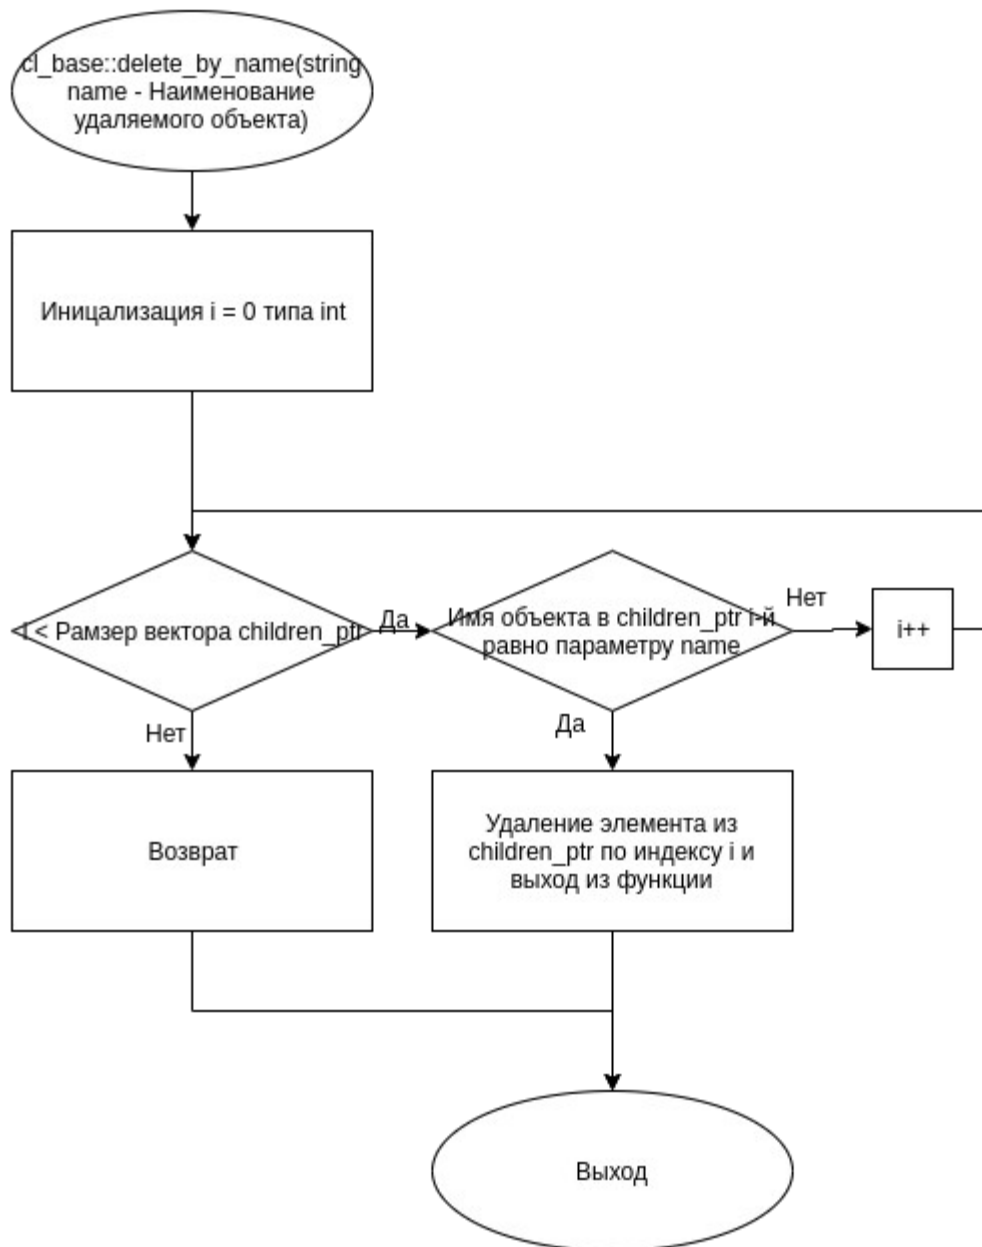 cl_base::delete_by_name(string
name - Наименование
удаляемого объекта)
Иницализация i = 0 типа int
i < Рамзер вектора children_ptr
Да
Имя объекта в children_ptr i-й
равно параметру name
Нет
i++
Нет
Да
Возврат
Удаление элемента из
children_ptr по индексу i и
выход из функции
Выход